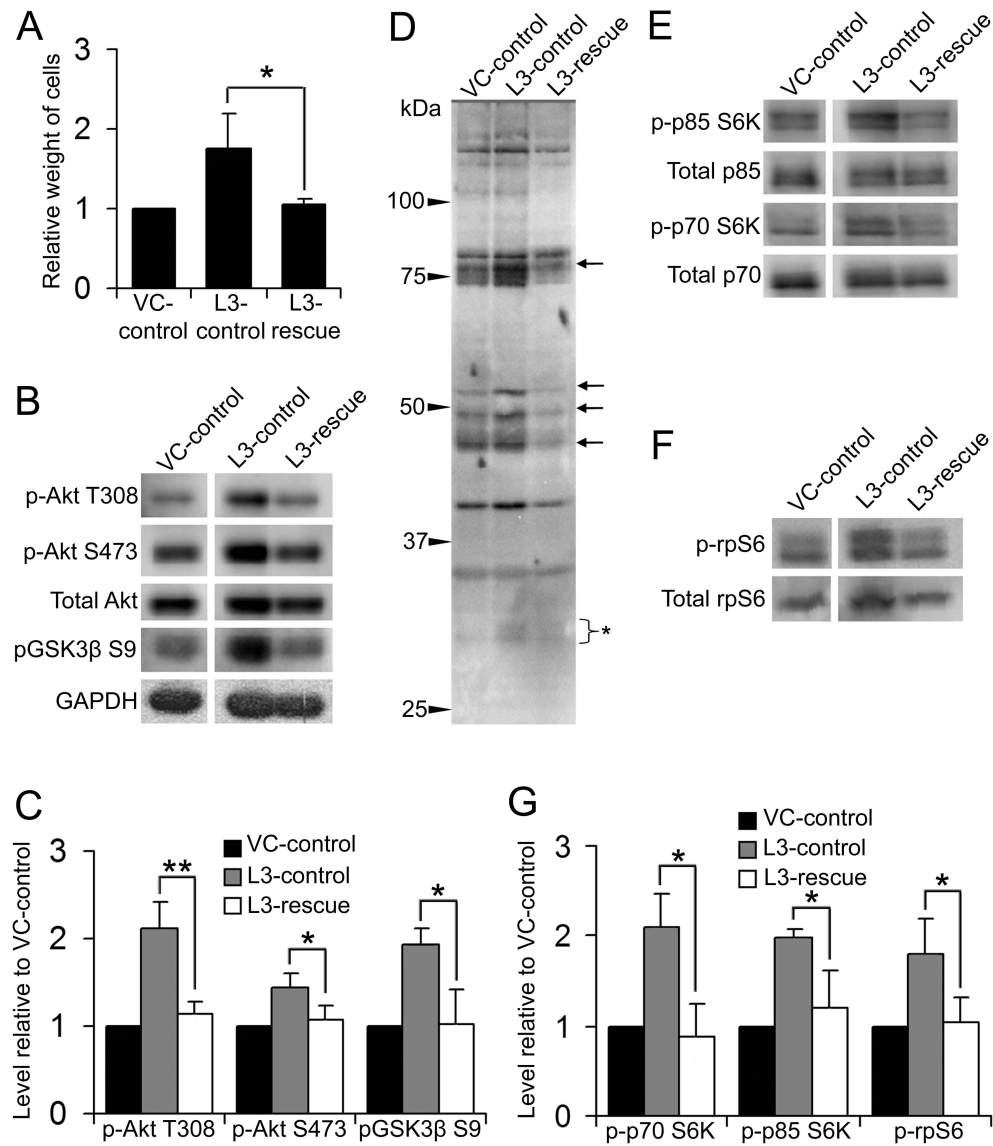 A
Relative weight of cells
3
2
1
0
*
VC-control
L3-control
L3-rescue
B
VC-control
L3-control
L3-rescue
p-Akt T308
p-Akt S473
Total Akt
pGSK3β S9
GAPDH
C
Level relative to VC-control
3
2
1
0
VC-control
L3-control
L3-rescue
**
*
*
p-Akt T308
p-Akt S473
pGSK3β S9
D
VC-control
L3-control
L3-rescue
kDa
100
75
50
37
25
*
E
VC-control
L3-control
L3-rescue
p-p85 S6K
Total p85
p-p70 S6K
Total p70
F
VC-control
L3-control
L3-rescue
p-rpS6
Total rpS6
G
Level relative to VC-control
3
2
1
0
VC-control
L3-control
L3-rescue
*
*
*
p-p70 S6K
p-p85 S6K
p-rpS6